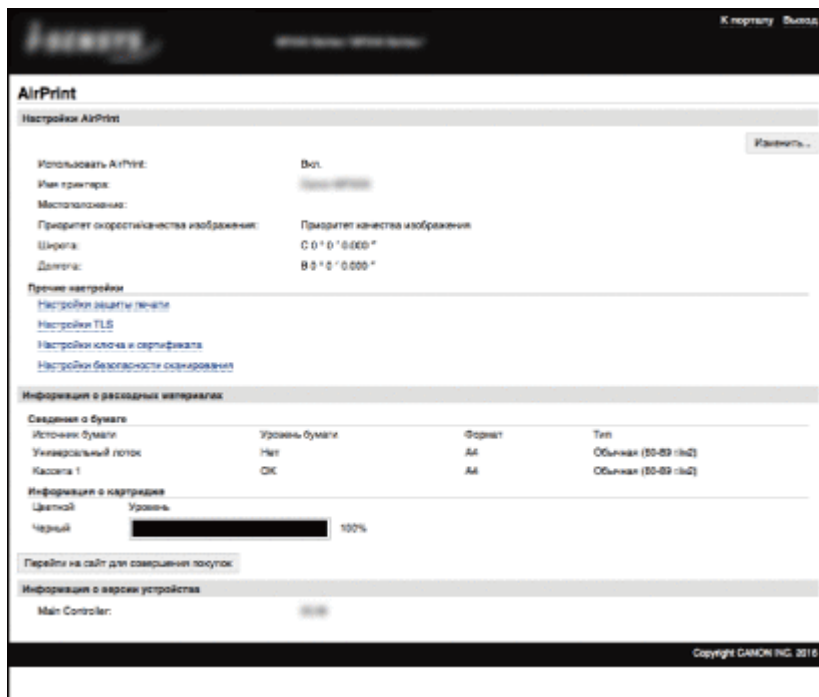 К порталу Выход
AirPrint
Настройки AirPrint
Изменить...
Использовать AirPrint: Вкл.
Имя принтера:
Местоположение:
Приоритет скорости/качества изображения: Приоритет качества изображения
Широта: С 0 ° 0 ' 0.000 "
Долгота: В 0 ° 0 ' 0.000 "
Прочие настройки
Настройки защиты печати
Настройки TLS
Настройки ключа и сертификата
Настройки безопасности сканирования
Информация о расходных материалах
Сведения о бумаге
Источник бумаги Уровень бумаги Формат Тип
Универсальный лоток Нет A4 Обычная (60-89 г/м2)
Кассета 1 OK A4 Обычная (60-89 г/м2)
Информация о картридже
Цветной Уровень
Черный 100%
Перейти на сайт для совершения покупок
Информация о версии устройства
Main Controller:
Copyright CANON INC. 2016